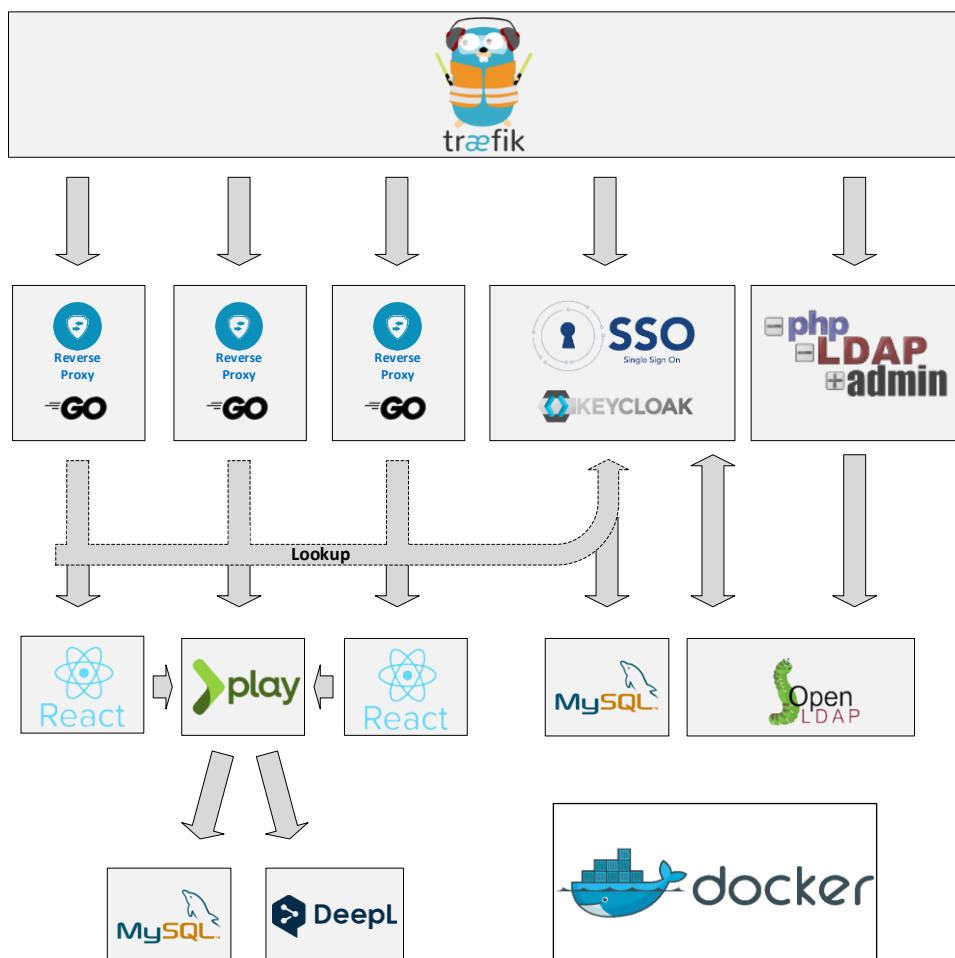 træfik
Reverse
Proxy
GO
Reverse
Proxy
GO
Reverse
Proxy
GO
SSO
Single Sign On
KEYCLOAK
php
LDAP
admin
Lookup
React
play
React
MySQL
Open
LDAP
MySQL
DeepL
docker